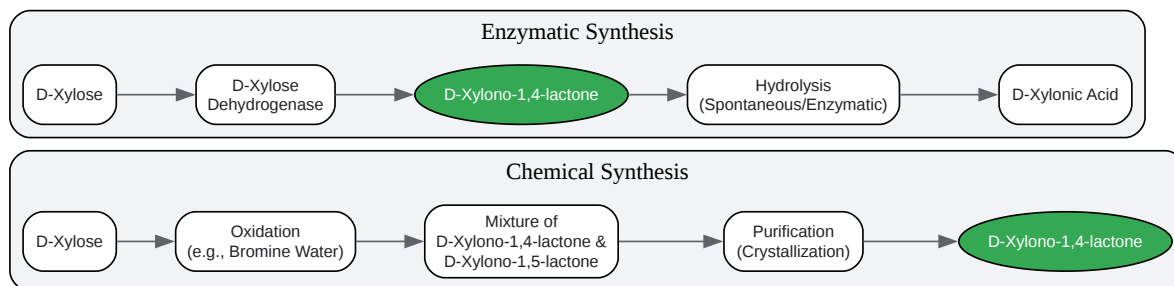 Enzymatic Synthesis
D-Xylose
D-Xylose
Dehydrogenase
D-Xylono-1,4-lactone
Hydrolysis
(Spontaneous/Enzymatic)
D-Xylonic Acid
Chemical Synthesis
D-Xylose
Oxidation
(e.g., Bromine Water)
Mixture of
D-Xylono-1,4-lactone &
D-Xylono-1,5-lactone
Purification
(Crystallization)
D-Xylono-1,4-lactone